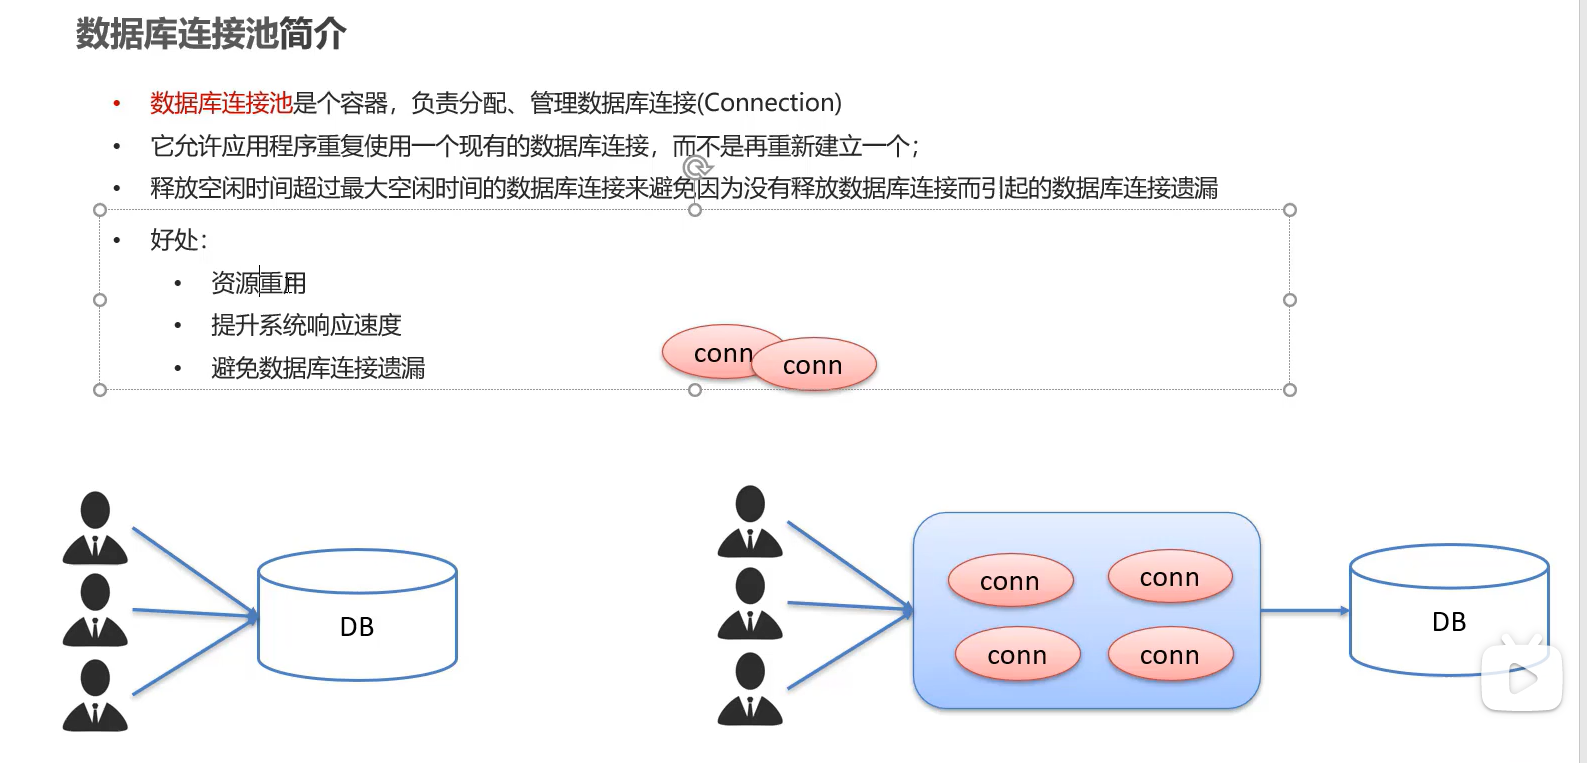 数据库连接池简介
数据库连接池是个容器，负责分配、管理数据库连接(Connection)
它允许应用程序重复使用一个现有的数据库连接，而不是再重新建立一个；
释放空闲时间超过最大空闲时间的数据库连接来避免因为没有释放数据库连接而引起的数据库连接遗漏
好处：
资源重用
提升系统响应速度
避免数据库连接遗漏
conn
conn
DB
conn
conn
conn
conn
DB